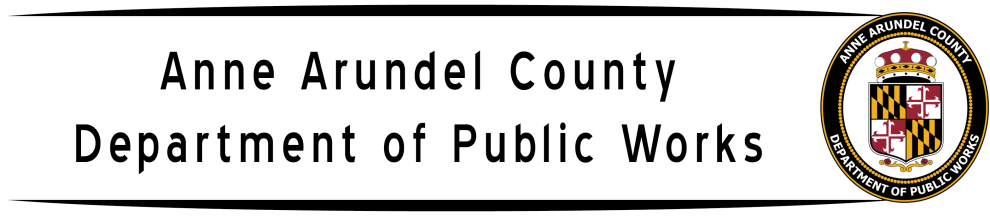 Anne Arundel County
Department of Public Works
ANNE ARUNDEL COUNTY
DEPARTMENT OF PUBLIC WORKS